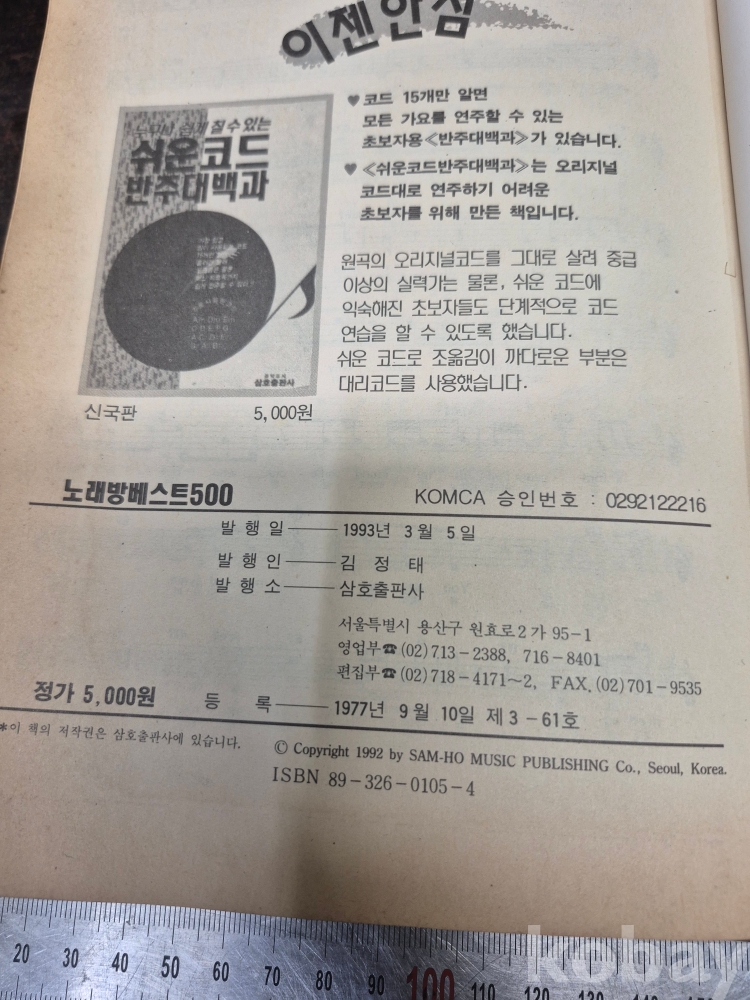 이젠안심
♥코드 15개만 알면
모든 가요를 연주할 수 있는
초보자용<반주대백과>가 있습니다.
♥<쉬운코드반주대백과>는 오리지널
코드대로 연주하기 어려운
초보자를 위해 만든 책입니다.
쉽게 칠 수 있는
쉬운코드
반주대백과
삼호출판사
원곡의 오리지널코드를 그대로 살려 중급
이상의 실력가는 물론, 쉬운 코드에
익숙해진 초보자들도 단계적으로 코드
연습을 할 수 있도록 했습니다.
쉬운 코드로 조옮김이 까다로운 부분은
대리코드를 사용했습니다.
신국판 5,000원
노래방베스트500 KOMCA 승인번호 : 0292122216
발 행 일 1993년 3월 5일
발 행 인 김 정 태
발 행 소 삼호출판사
서울특별시 용산구 원효로2가 95-1
영업부☎(02)713-2388, 716-8401
편집부☎(02)718-4171~2, FAX.(02)701-9535
정가 5,000원 등 록 1977년 9월 10일 제3-61호
*이 책의 저작권은 삼호출판사에 있습니다.
© Copyright 1992 by SAM-HO MUSIC PUBLISHING Co., Seoul, Korea.
ISBN 89-326-0105-4
20 30 40 50 60 70 80 90 100 110 120 130 140
kobay